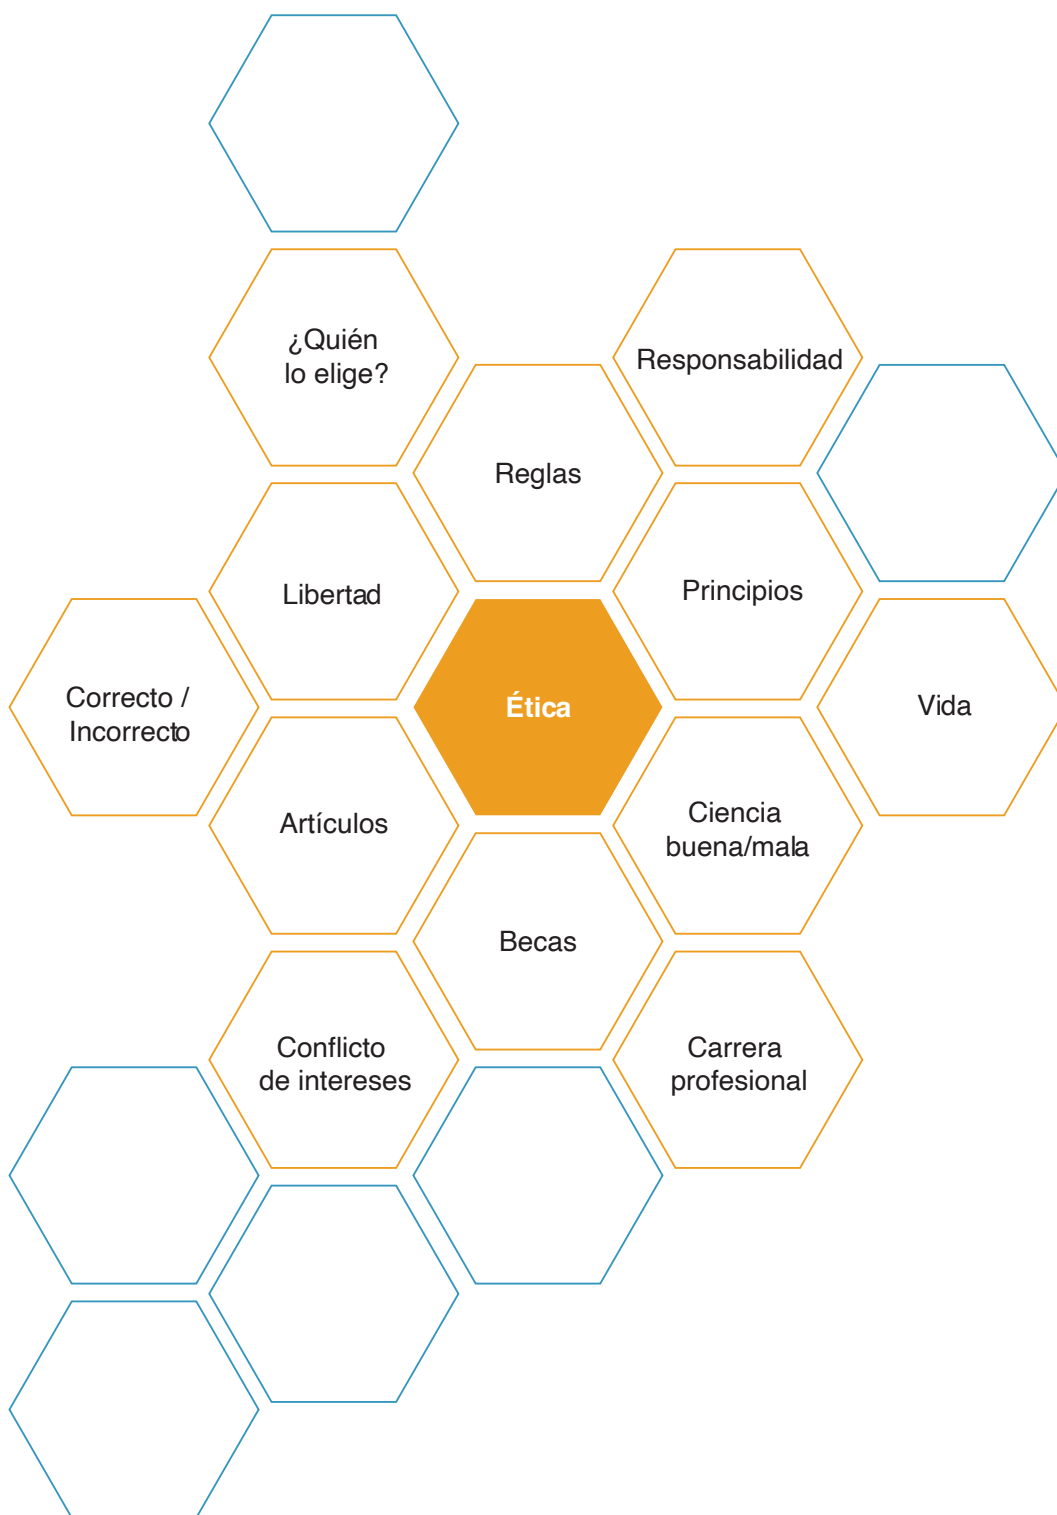 ¿Quién
lo elige?
Responsabilidad
Reglas
Libertad
Principios
Correcto /
Incorrecto
Ética
Vida
Artículos
Ciencia
buena/mala
Becas
Conflicto
de intereses
Carrera
profesional